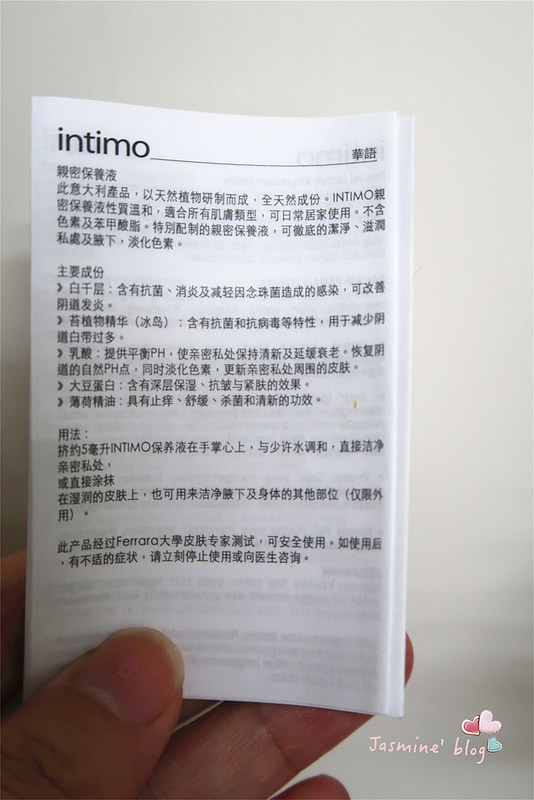 intimo
華語
親密保養液
此意大利產品，以天然植物研制而成，全天然成份。INTIMO親
密保養液性質溫和，適合所有肌膚類型，可日常居家使用。不含
色素及苯甲酸脂。特別配制的親密保養液，可徹底的潔淨、滋潤
私處及腋下，淡化色素。
主要成份
❯ 白千层：含有抗菌、消炎及减轻因念珠菌造成的感染，可改善
阴道发炎。
❯ 苔植物精华（冰岛）：含有抗菌和抗病毒等特性，用于减少阴
道白带过多。
❯ 乳酸：提供平衡PH，使亲密私处保持清新及延缓衰老。恢复阴
道的自然PH点，同时淡化色素，更新亲密私处周围的皮肤。
❯ 大豆蛋白：含有深层保湿、抗皱与紧肤的效果。
❯ 薄荷精油：具有止痒、舒缓、杀菌和清新的功效。
用法：
挤约5毫升INTIMO保养液在手掌心上，与少许水调和，直接洁净
亲密私处，
或直接涂抹
在湿润的皮肤上，也可用来洁净腋下及身体的其他部位（仅限外
用）。
此产品经过Ferrara大學皮肤专家测试，可安全使用。如使用后
，有不适的症状，请立刻停止使用或向医生咨询。
Jasmine' blog